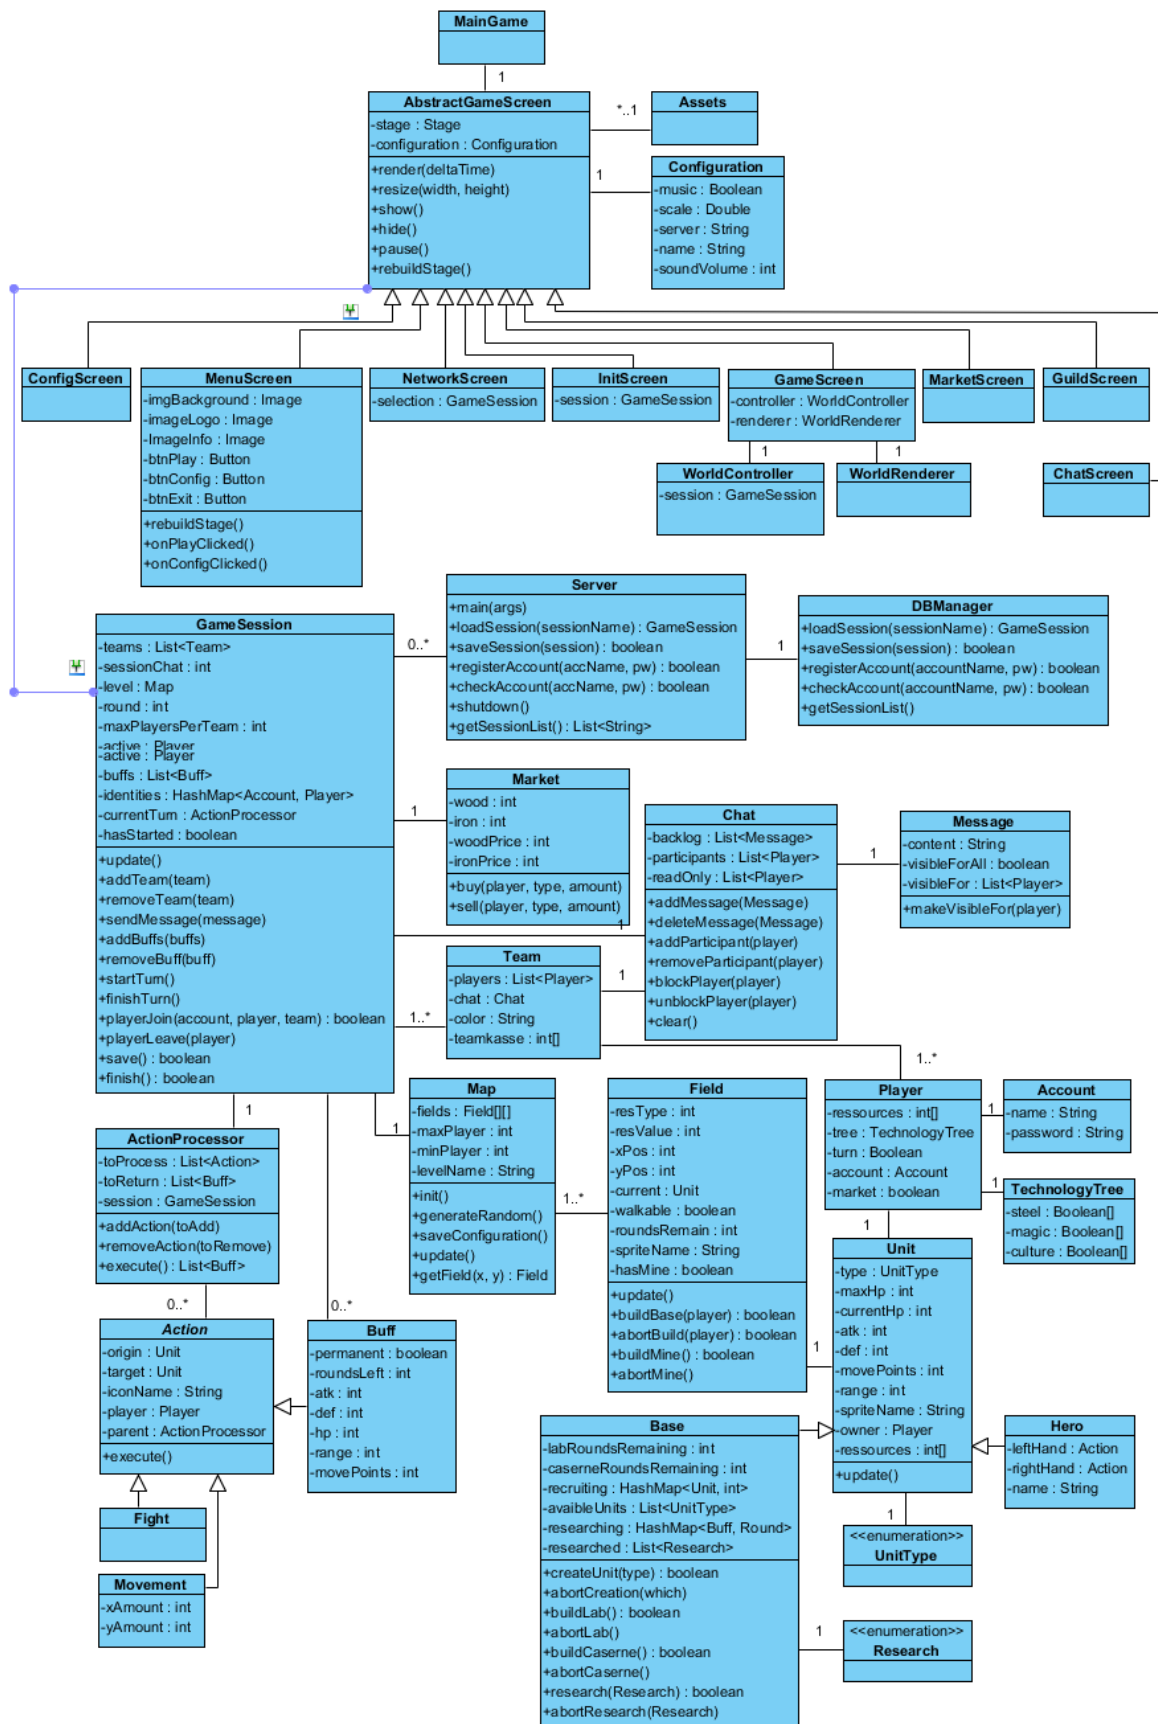 MainGame
1
AbstractGameScreen
-stage : Stage
-configuration : Configuration
+render(deltaTime)
+resize(width, height)
+show()
+hide()
+pause()
+rebuildStage()
*..1
Assets
1
Configuration
-music : Boolean
-scale : Double
-server : String
-name : String
-soundVolume : int
ConfigScreen
MenuScreen
-imgBackground : Image
-imageLogo : Image
-ImageInfo : Image
-btnPlay : Button
-btnConfig : Button
-btnExit : Button
+rebuildStage()
+onPlayClicked()
+onConfigClicked()
NetworkScreen
-selection : GameSession
InitScreen
-session : GameSession
GameScreen
-controller : WorldController
-renderer : WorldRenderer
MarketScreen
GuildScreen
1
1
WorldController
-session : GameSession
WorldRenderer
ChatScreen
GameSession
-teams : List<Team>
-sessionChat : int
-level : Map
-round : int
-maxPlayersPerTeam : int
-active : Player
-active : Player
-buffs : List<Buff>
-identities : HashMap<Account, Player>
-currentTurn : ActionProcessor
-hasStarted : boolean
+update()
+addTeam(team)
+removeTeam(team)
+sendMessage(message)
+addBuffs(buffs)
+removeBuff(buff)
+startTurn()
+finishTurn()
+playerJoin(account, player, team) : boolean
+playerLeave(player)
+save() : boolean
+finish() : boolean
0..*
Server
+main(args)
+loadSession(sessionName) : GameSession
+saveSession(session) : boolean
+registerAccount(accName, pw) : boolean
+checkAccount(accName, pw) : boolean
+shutdown()
+getSessionList() : List<String>
1
DBManager
+loadSession(sessionName) : GameSession
+saveSession(session) : boolean
+registerAccount(accountName, pw) : boolean
+checkAccount(accountName, pw) : boolean
+getSessionList()
1
Market
-wood : int
-iron : int
-woodPrice : int
-ironPrice : int
+buy(player, type, amount)
+sell(player, type, amount)
1
Chat
-backlog : List<Message>
-participants : List<Player>
-readOnly : List<Player>
+addMessage(Message)
+deleteMessage(Message)
+addParticipant(player)
+removeParticipant(player)
+blockPlayer(player)
+unblockPlayer(player)
+clear()
1
Message
-content : String
-visibleForAll : boolean
-visibleFor : List<Player>
+makeVisibleFor(player)
1..*
Team
-players : List<Player>
-chat : Chat
-color : String
-teamkasse : int[]
1
1..*
1
ActionProcessor
-toProcess : List<Action>
-toReturn : List<Buff>
-session : GameSession
+addAction(toAdd)
+removeAction(toRemove)
+execute() : List<Buff>
1
Map
-fields : Field[][]
-maxPlayer : int
-minPlayer : int
-levelName : String
+init()
+generateRandom()
+saveConfiguration()
+update()
+getField(x, y) : Field
1..*
Field
-resType : int
-resValue : int
-xPos : int
-yPos : int
-current : Unit
-walkable : boolean
-roundsRemain : int
-spriteName : String
-hasMine : boolean
+update()
+buildBase(player) : boolean
+abortBuild(player) : boolean
+buildMine() : boolean
+abortMine()
Player
-ressources : int[]
-tree : TechnologyTree
-turn : Boolean
-account : Account
-market : boolean
1
Account
-name : String
-password : String
1
TechnologyTree
-steel : Boolean[]
-magic : Boolean[]
-culture : Boolean[]
1
Unit
-type : UnitType
-maxHp : int
-currentHp : int
-atk : int
-def : int
-movePoints : int
-range : int
-spriteName : String
-owner : Player
-ressources : int[]
+update()
1
0..*
0..*
Action
-origin : Unit
-target : Unit
-iconName : String
-player : Player
-parent : ActionProcessor
+execute()
Buff
-permanent : boolean
-roundsLeft : int
-atk : int
-def : int
-hp : int
-range : int
-movePoints : int
Fight
Movement
-xAmount : int
-yAmount : int
Base
-labRoundsRemaining : int
-caserneRoundsRemaining : int
-recruiting : HashMap<Unit, int>
-avaibleUnits : List<UnitType>
-researching : HashMap<Buff, Round>
-researched : List<Research>
+createUnit(type) : boolean
+abortCreation(which)
+buildLab() : boolean
+abortLab()
+buildCaserne() : boolean
+abortCaserne()
+research(Research) : boolean
+abortResearch(Research)
Hero
-leftHand : Action
-rightHand : Action
-name : String
1
<<enumeration>>
UnitType
1
<<enumeration>>
Research